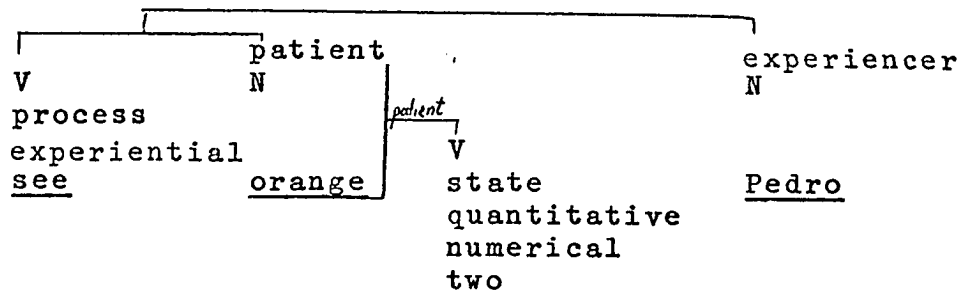 patient
experiencer
V N N
process
patient
experiential V
see orange state Pedro
quantitative
numerical
two